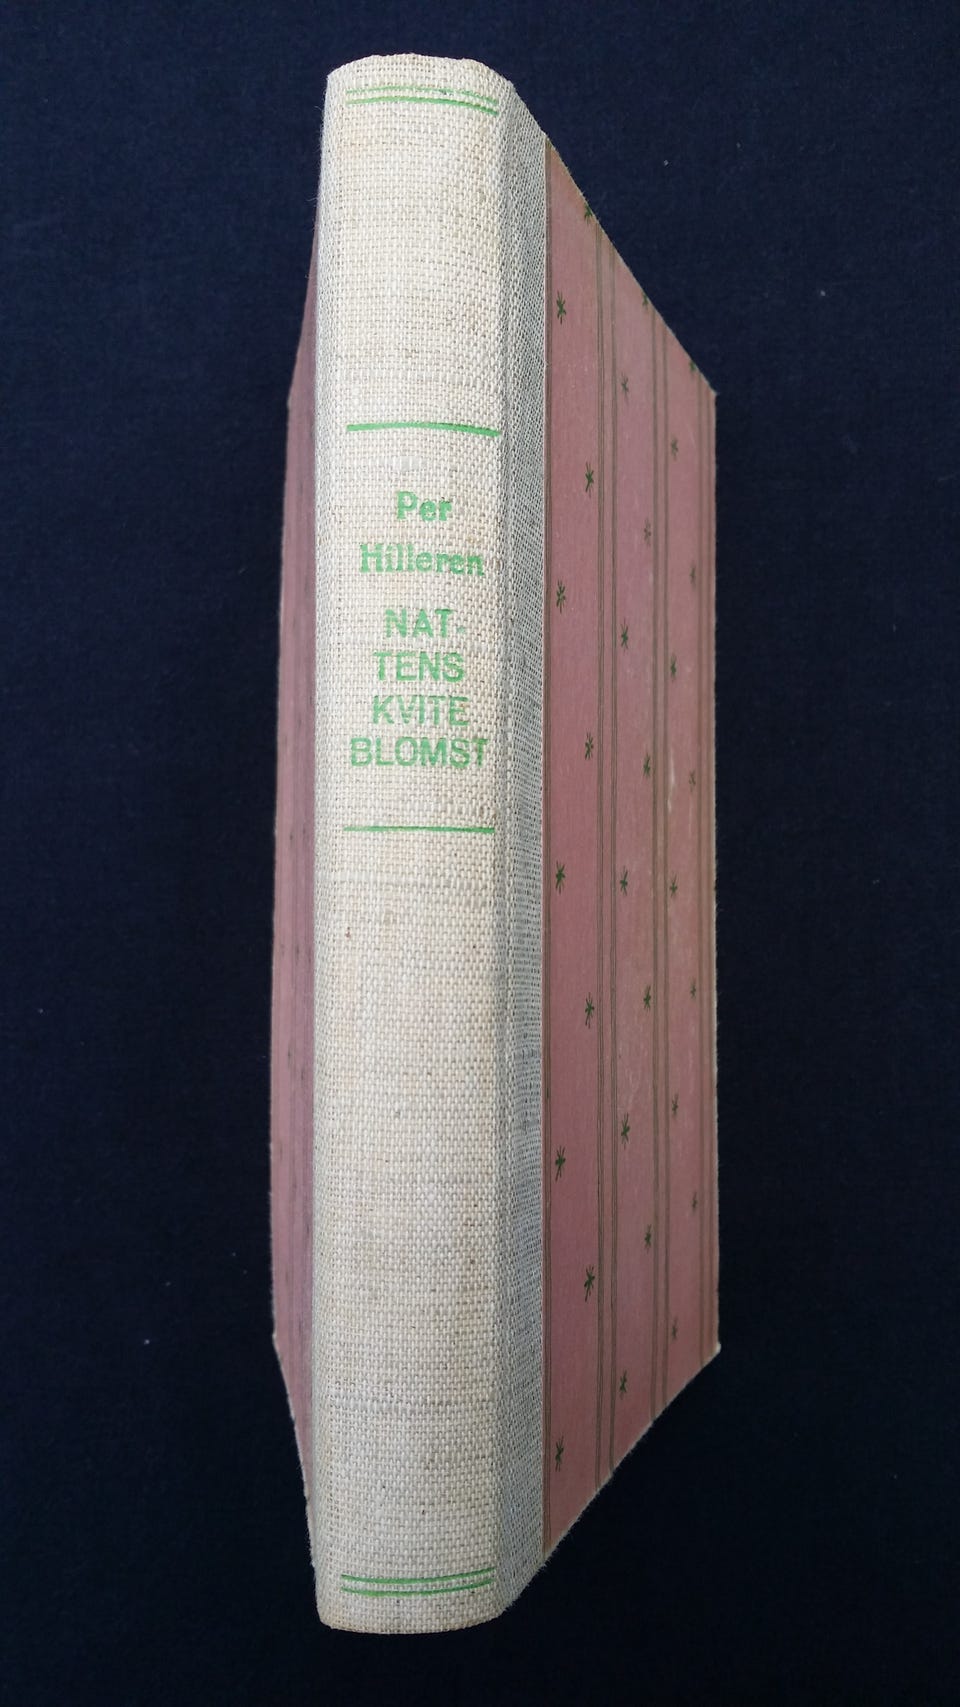 Per
Hilleren
NAT-
TENS
KVITE
BLOMST